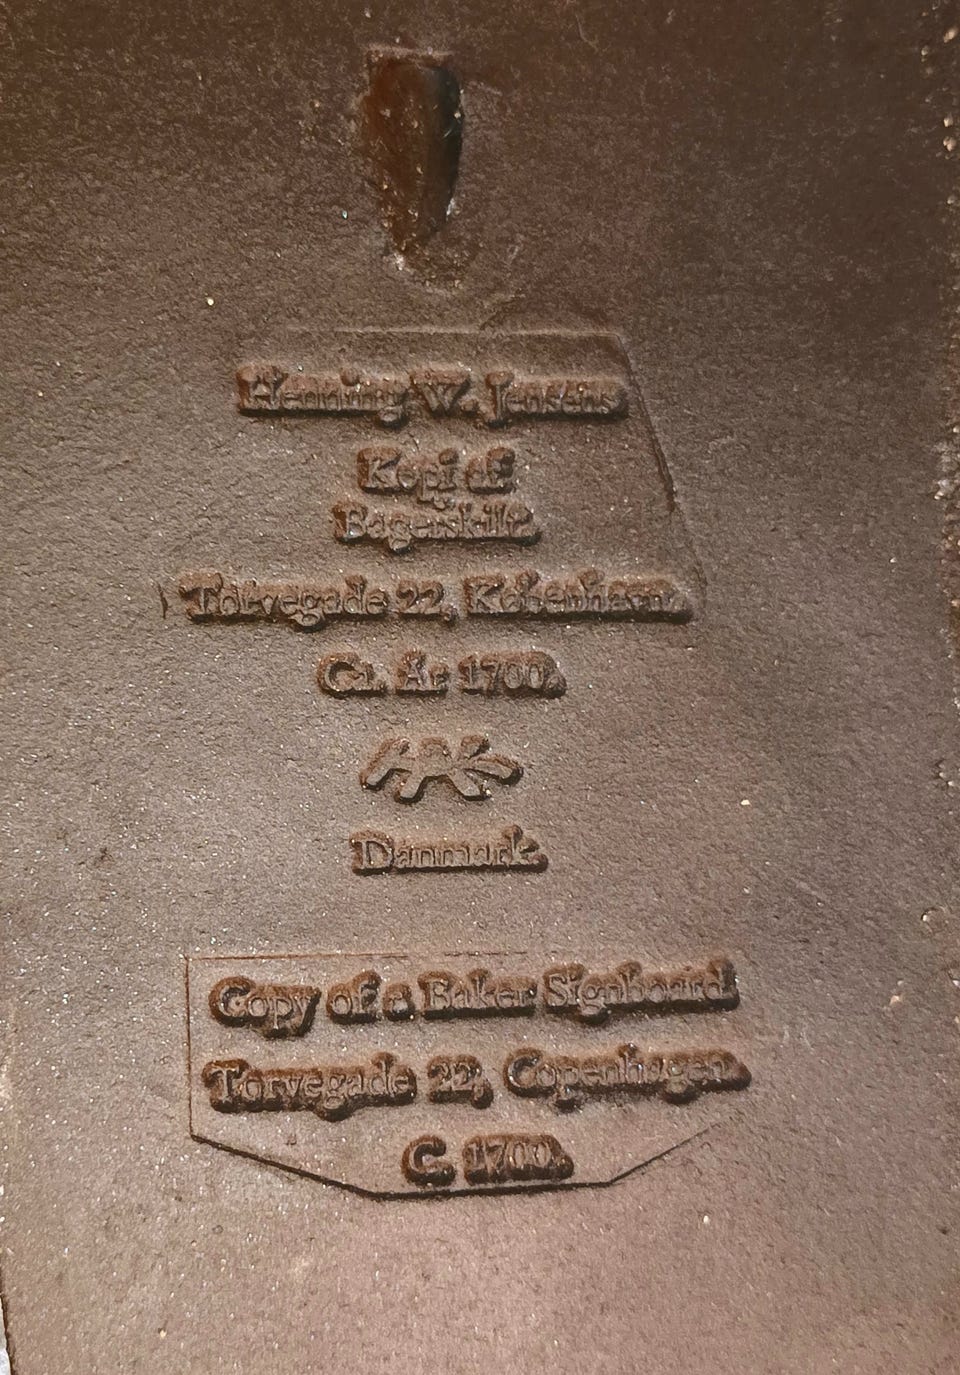 Henning W. Jensens
Kopi af
Bagerskilt.
Torvegade 22, København.
Ca. År 1700.
Danmark.
Copy of a Baker Signboard
Torvegade 22, Copenhagen.
C. 1700.